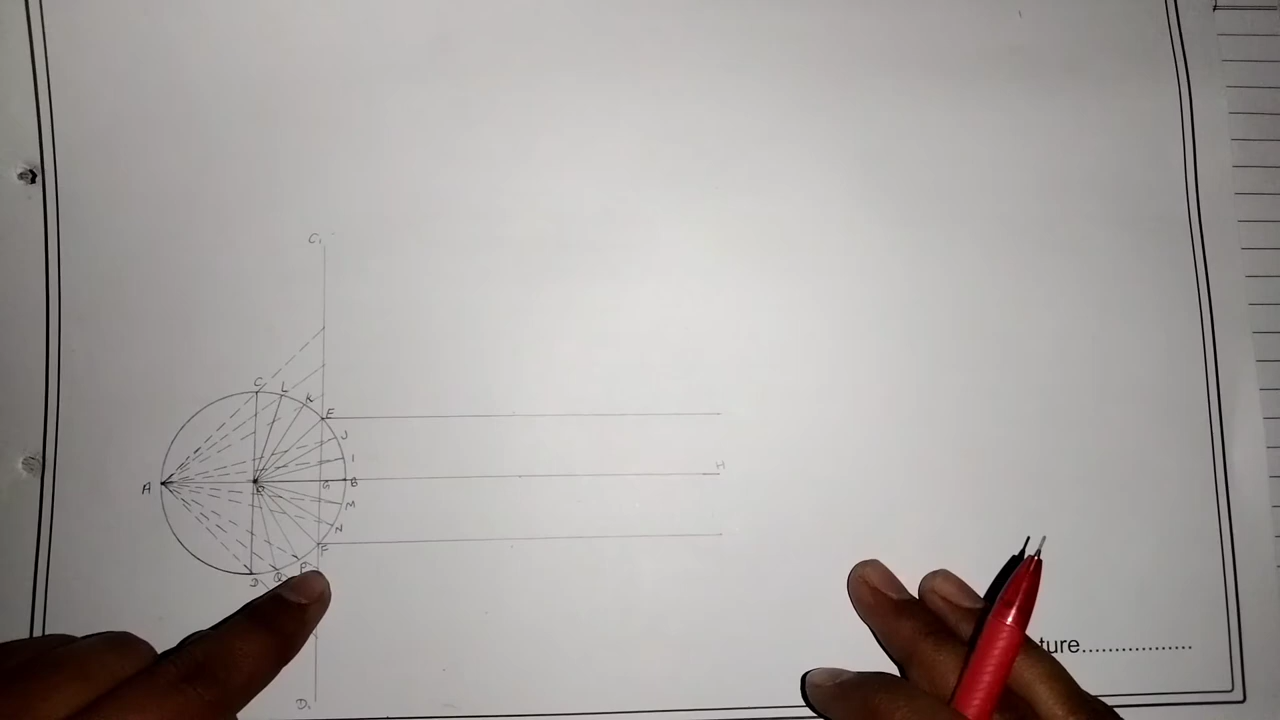 C₁
C L K
E
J
I
H
A O G B
M
N
F
D Q P
D₁
ture.................